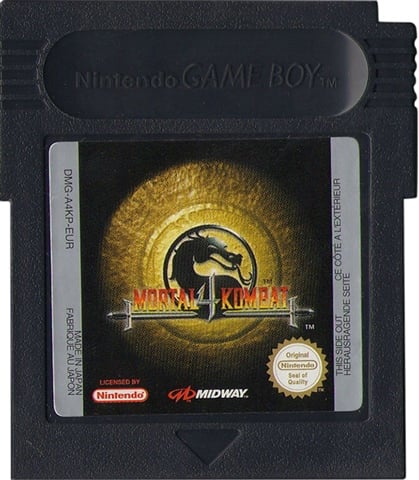 Nintendo GAME BOY TM
DMG-A4KP-EUR
MADE IN JAPAN
FABRIQUÉ AU JAPON
MORTAL 4 KOMBAT TM
TM
CE CÔTÉ A L'EXTÉRIEUR
THIS SIDE OUT
HERAUSRAGENDE SEITE
LICENSED BY
Nintendo
MIDWAY.
Original
Nintendo
Seal of
Quality